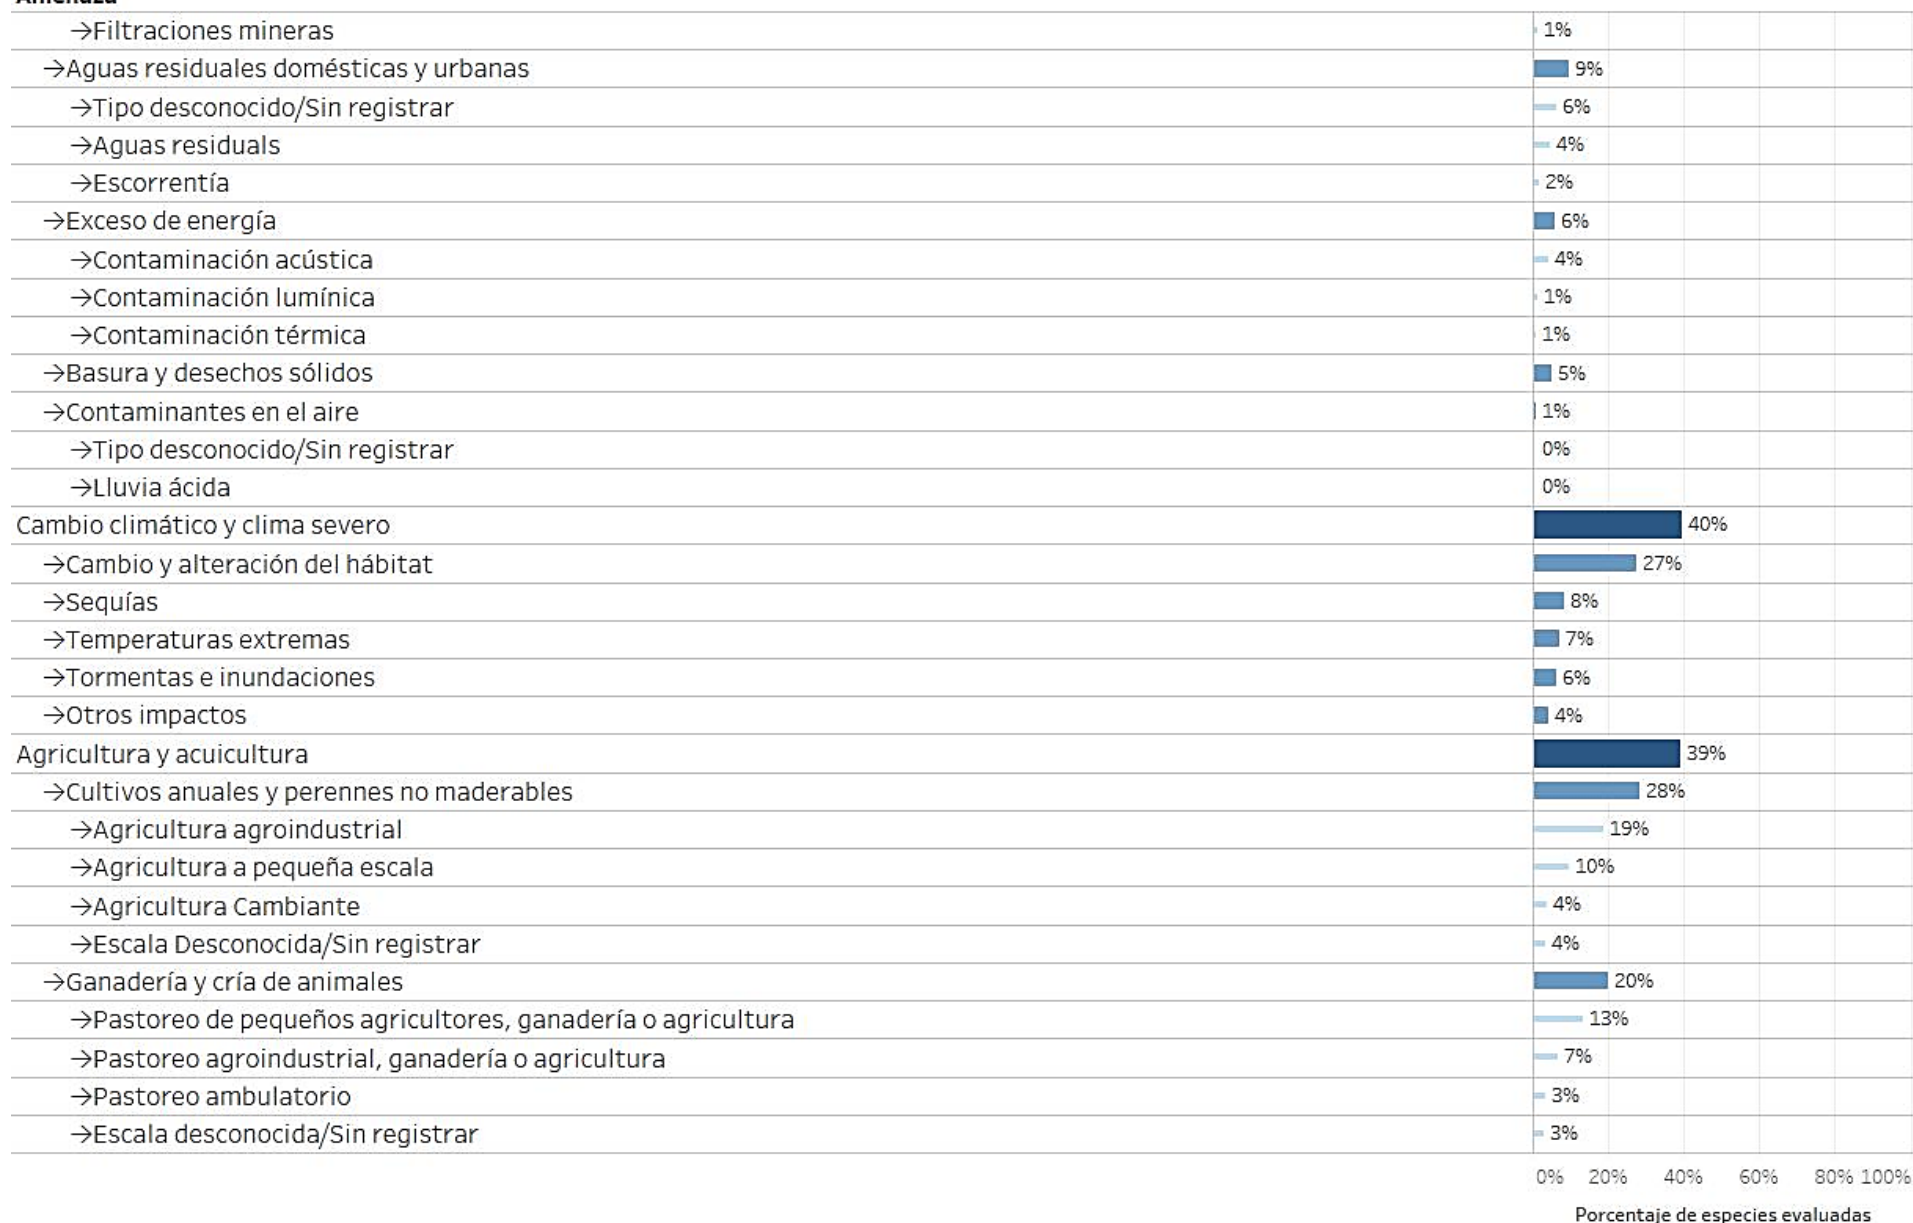 Amenaza
→Filtraciones mineras 1%
→Aguas residuales domésticas y urbanas 9%
→Tipo desconocido/Sin registrar 6%
→Aguas residuals 4%
→Escorrentía 2%
→Exceso de energía 6%
→Contaminación acústica 4%
→Contaminación lumínica 1%
→Contaminación térmica 1%
→Basura y desechos sólidos 5%
→Contaminantes en el aire 1%
→Tipo desconocido/Sin registrar 0%
→Lluvia ácida 0%
Cambio climático y clima severo 40%
→Cambio y alteración del hábitat 27%
→Sequías 8%
→Temperaturas extremas 7%
→Tormentas e inundaciones 6%
→Otros impactos 4%
Agricultura y acuicultura 39%
→Cultivos anuales y perennes no maderables 28%
→Agricultura agroindustrial 19%
→Agricultura a pequeña escala 10%
→Agricultura Cambiante 4%
→Escala Desconocida/Sin registrar 4%
→Ganadería y cría de animales 20%
→Pastoreo de pequeños agricultores, ganadería o agricultura 13%
→Pastoreo agroindustrial, ganadería o agricultura 7%
→Pastoreo ambulatorio 3%
→Escala desconocida/Sin registrar 3%
0% 20% 40% 60% 80% 100%
Porcentaje de especies evaluadas